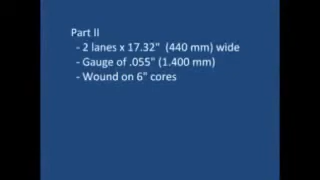 Part II
- 2 lanes x 17.32" (440 mm) wide
- Gauge of .055" (1.400 mm)
- Wound on 6" cores